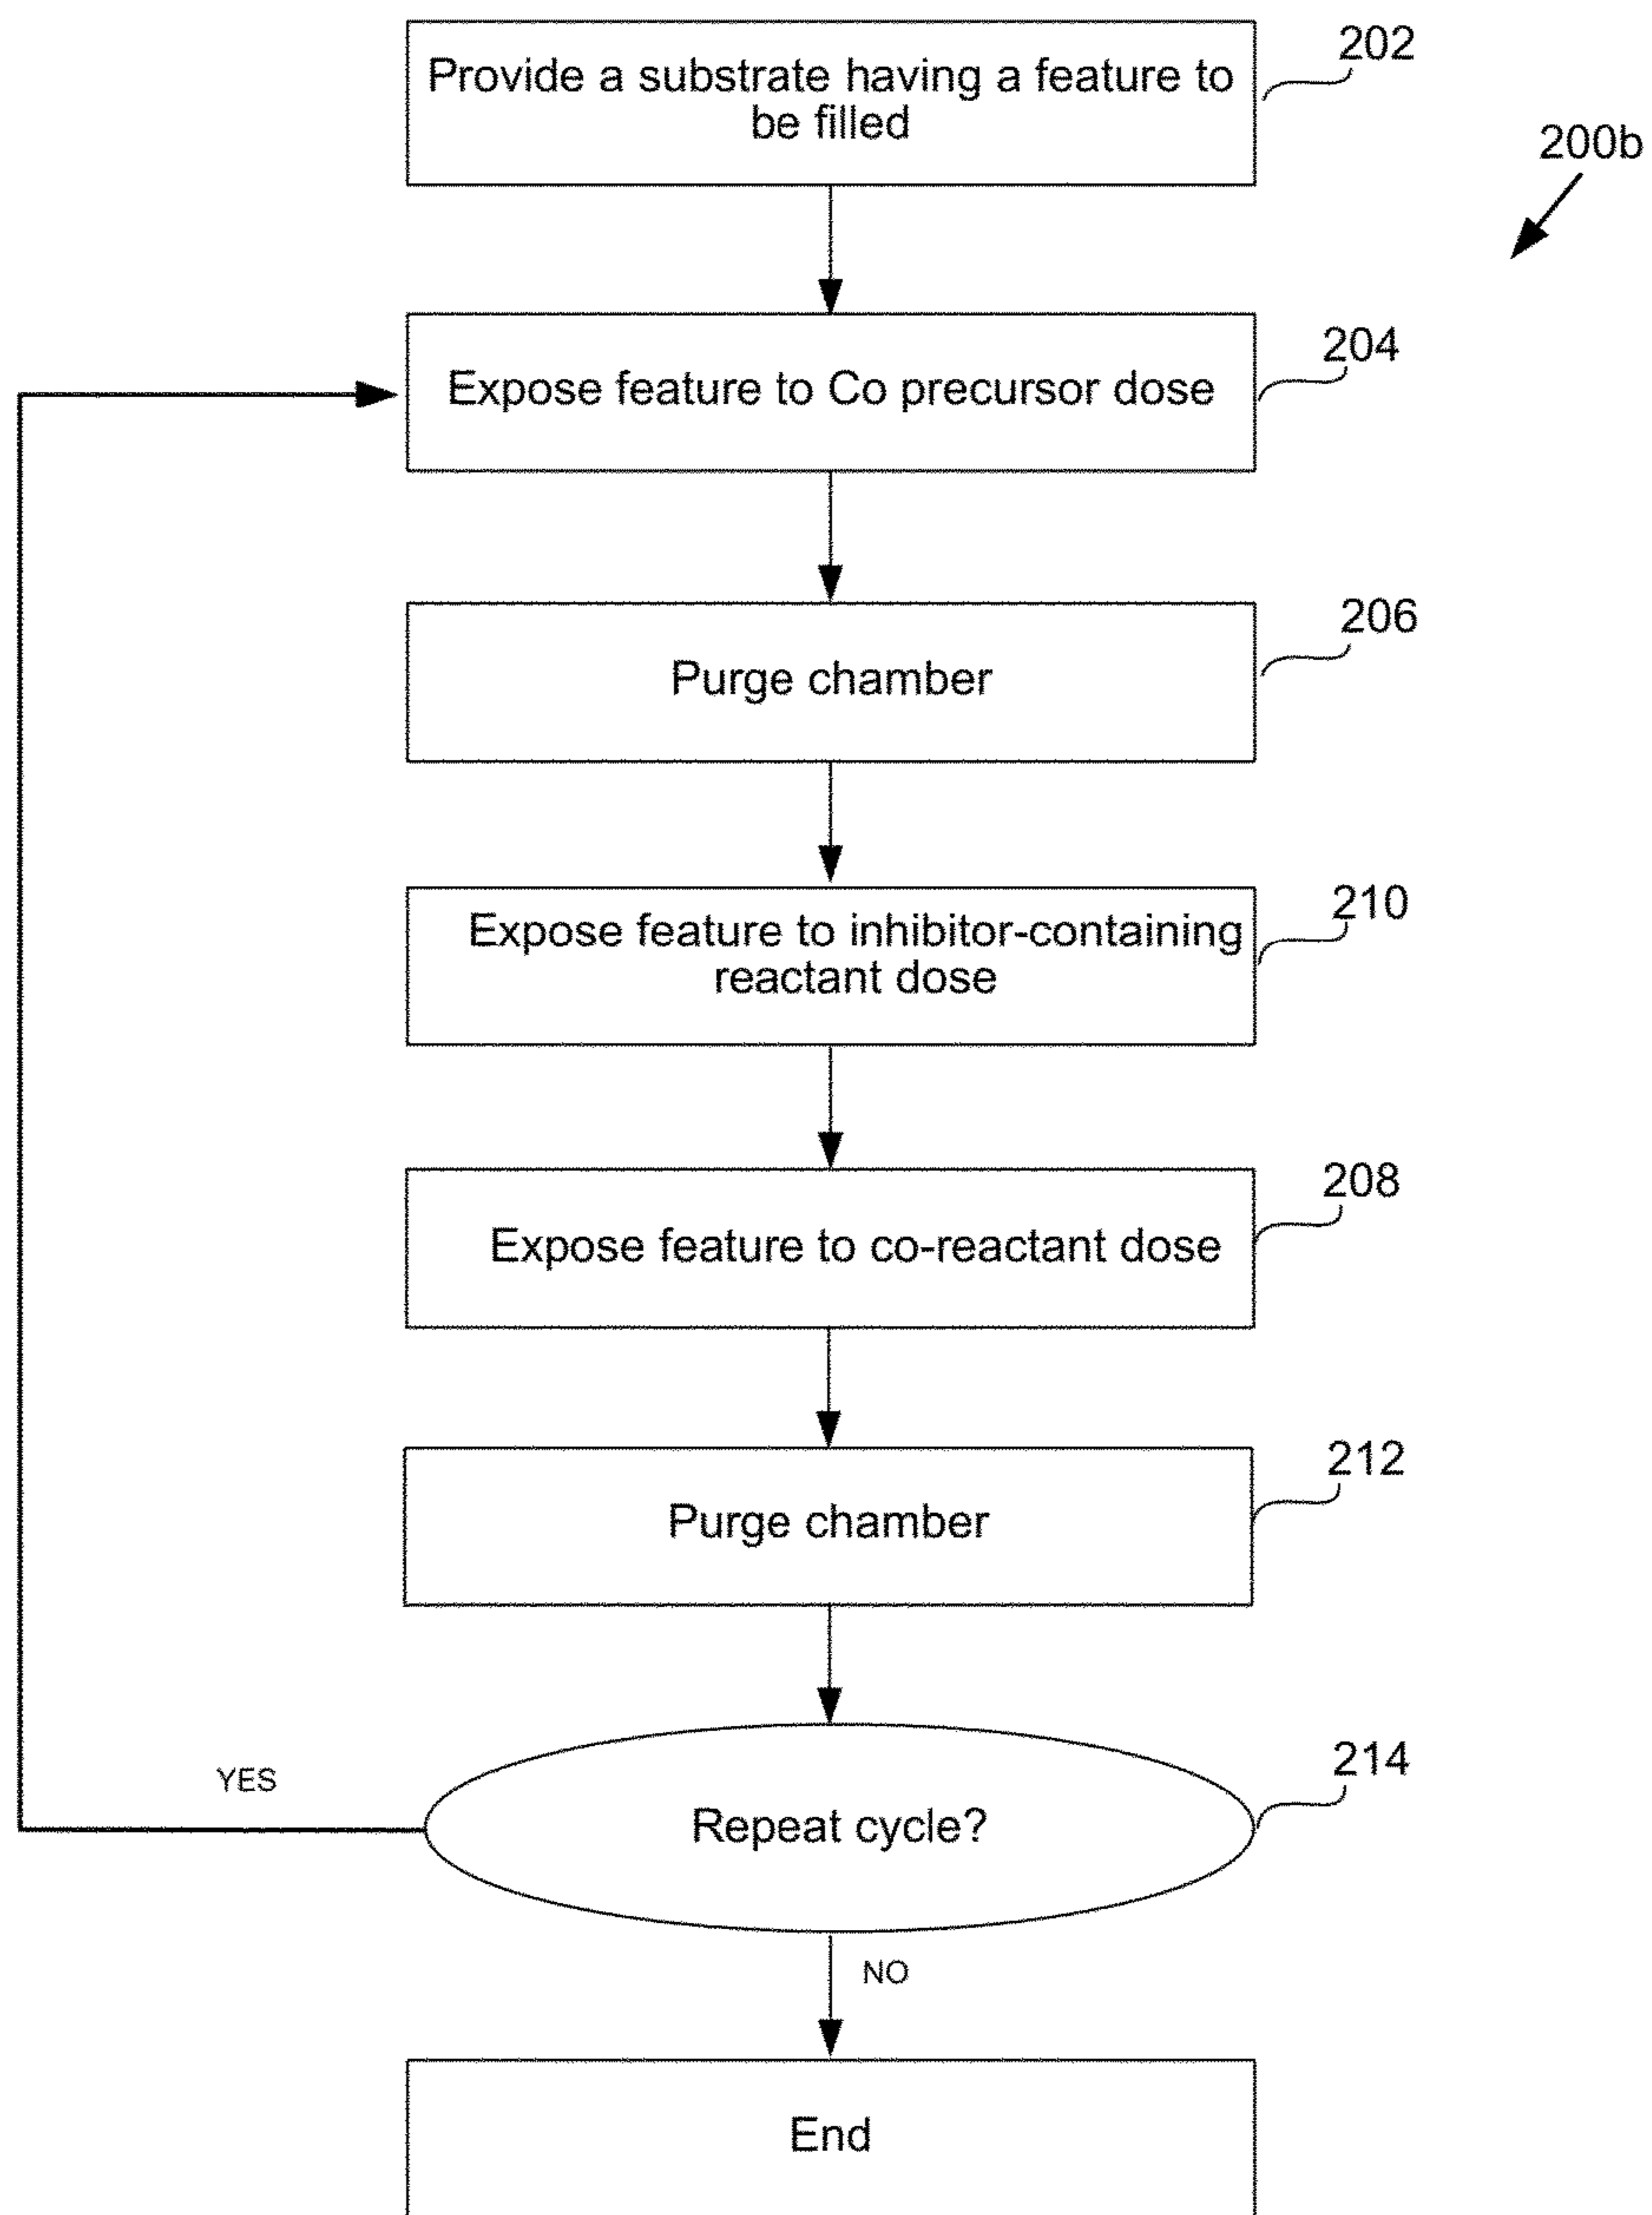 202
Provide a substrate having a feature to
be filled
200b
204
Expose feature to Co precursor dose
206
Purge chamber
210
Expose feature to inhibitor-containing
reactant dose
208
Expose feature to co-reactant dose
212
Purge chamber
214
YES
Repeat cycle?
NO
End